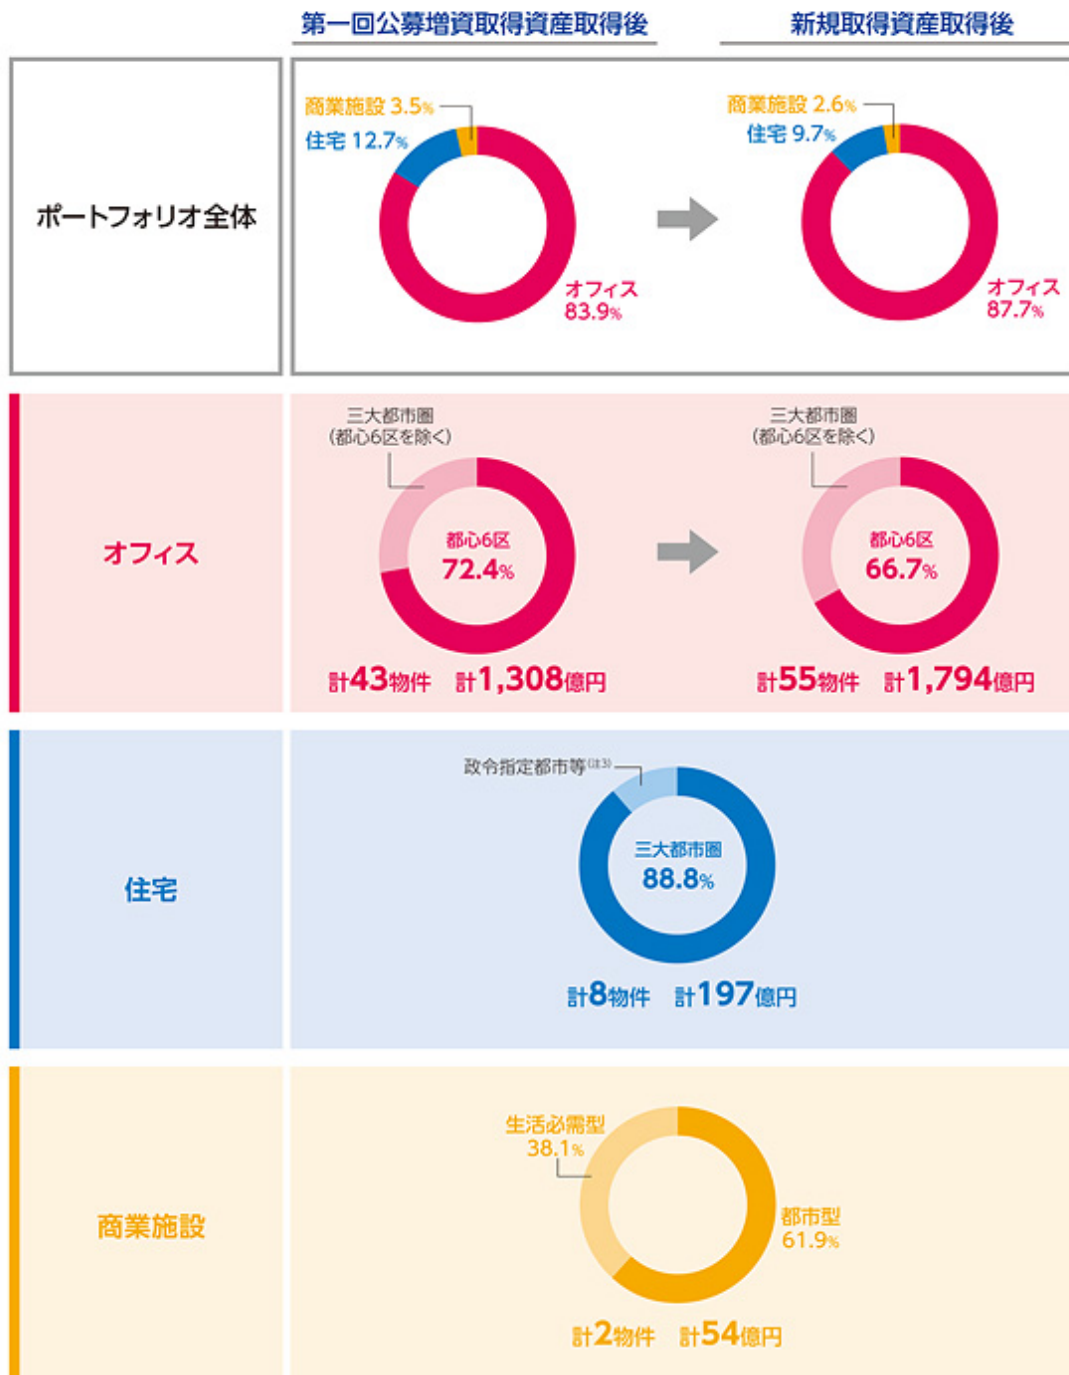 第一回公募増資取得資産取得後
新規取得資産取得後
ポートフォリオ全体
商業施設 3.5%
住宅 12.7%
オフィス
83.9%
商業施設 2.6%
住宅 9.7%
オフィス
87.7%
オフィス
三大都市圏
(都心6区を除く)
都心6区
72.4%
計43物件 計1,308億円
三大都市圏
(都心6区を除く)
都心6区
66.7%
計55物件 計1,794億円
住宅
政令指定都市等(注3)
三大都市圏
88.8%
計8物件 計197億円
商業施設
生活必需型
38.1%
都市型
61.9%
計2物件 計54億円